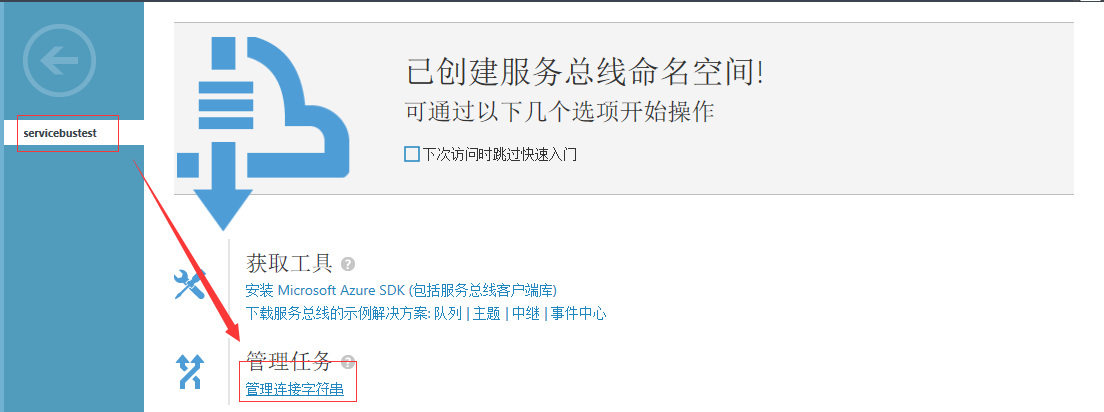 servicebustest
已创建服务总线命名空间!
可通过以下几个选项开始操作
下次访问时跳过快速入门
获取工具 ?
安装 Microsoft Azure SDK (包括服务总线客户端库)
下载服务总线的示例解决方案: 队列 | 主题 | 中继 | 事件中心
管理任务 ?
管理连接字符串